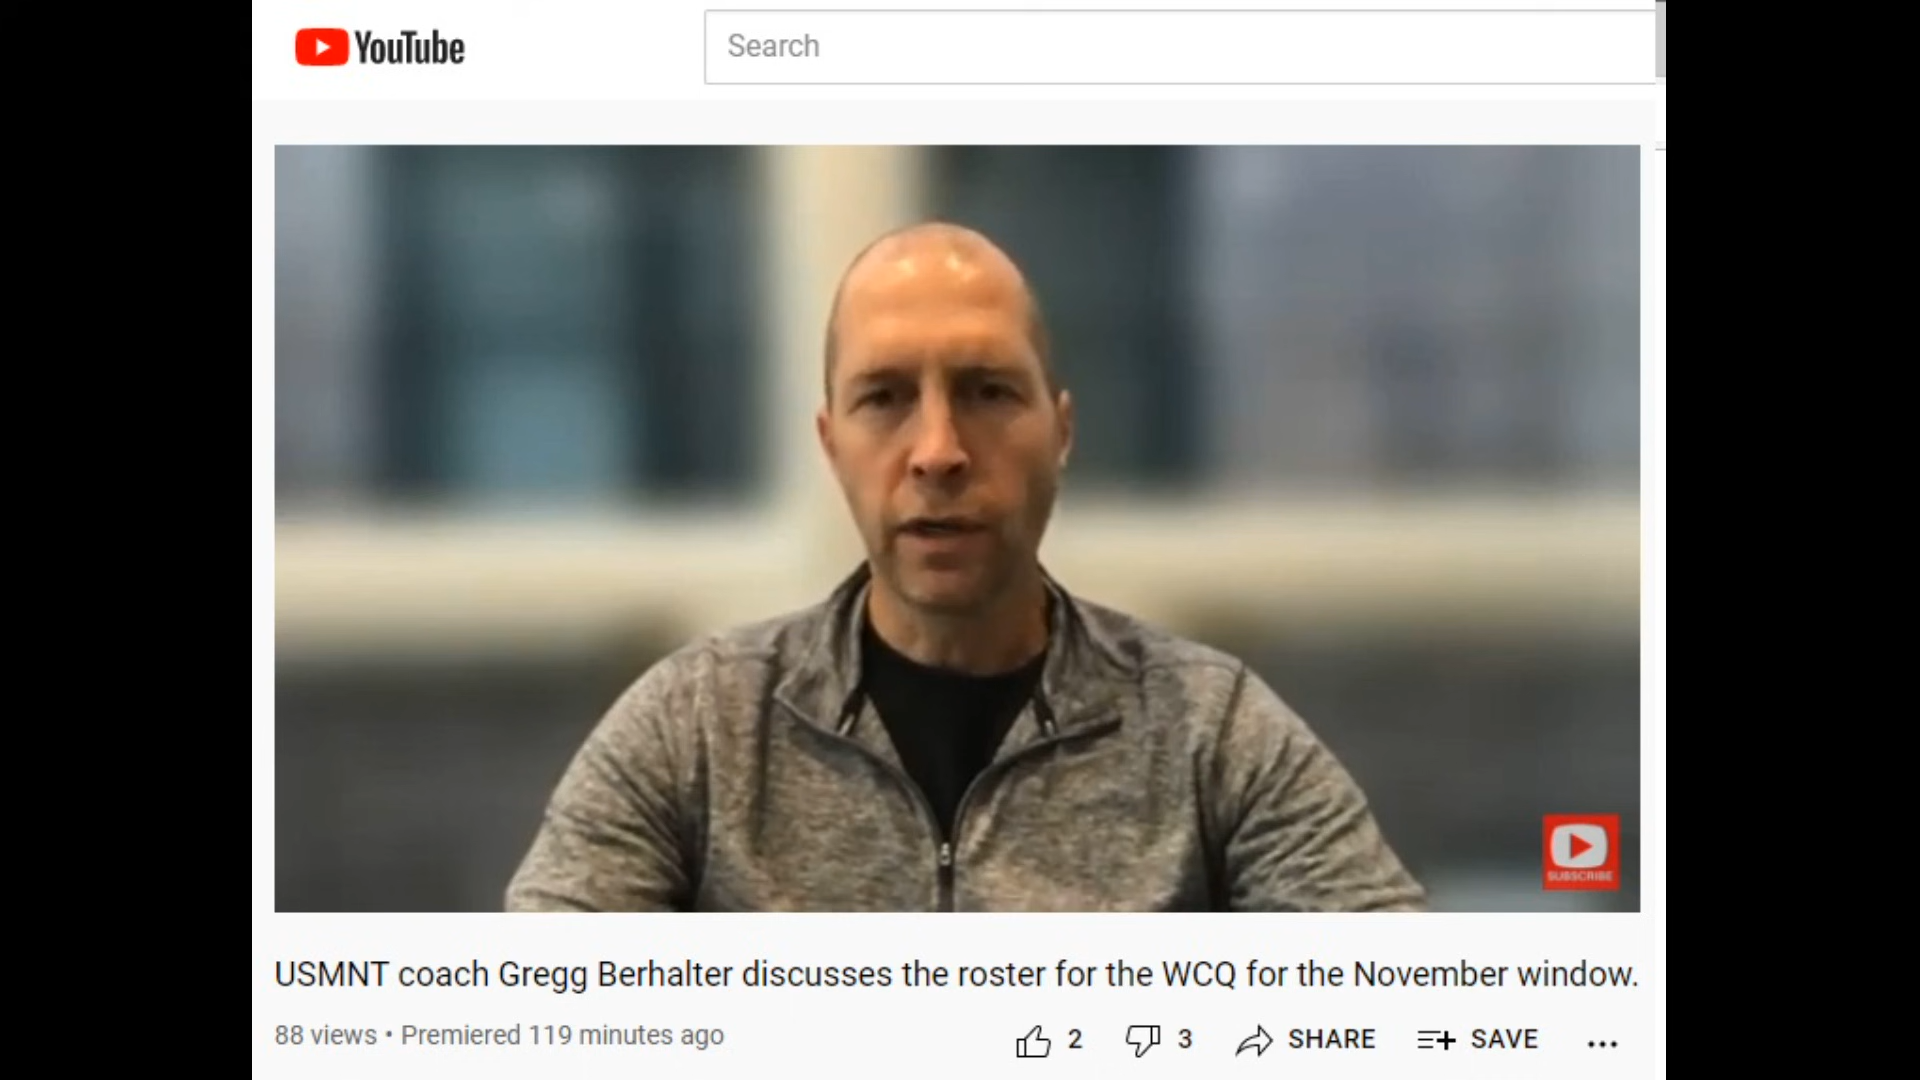 YouTube
Search
SUBSCRIBE
USMNT coach Gregg Berhalter discusses the roster for the WCQ for the November window.
88 views • Premiered 119 minutes ago
2 3 SHARE SAVE ...